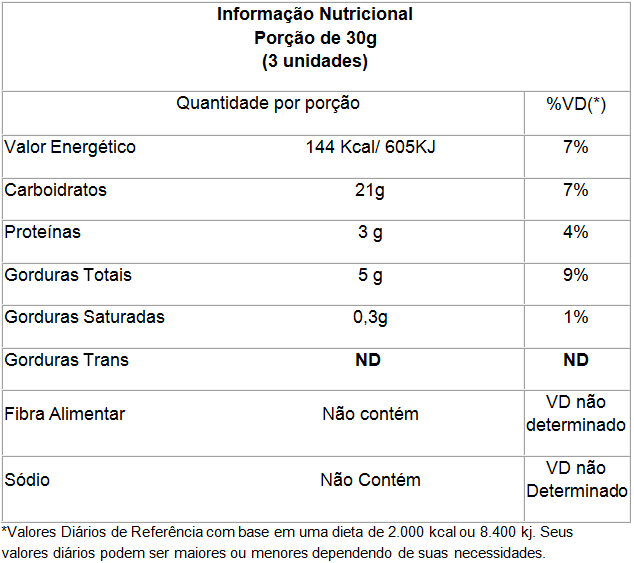 Informação Nutricional
Porção de 30g
(3 unidades)
Quantidade por porção %VD(*)
Valor Energético 144 Kcal/ 605KJ 7%
Carboidratos 21g 7%
Proteínas 3 g 4%
Gorduras Totais 5 g 9%
Gorduras Saturadas 0,3g 1%
Gorduras Trans ND ND
Fibra Alimentar Não contém VD não
determinado
Sódio Não Contém VD não
Determinado
*Valores Diários de Referência com base em uma dieta de 2.000 kcal ou 8.400 kj. Seus
valores diários podem ser maiores ou menores dependendo de suas necessidades.